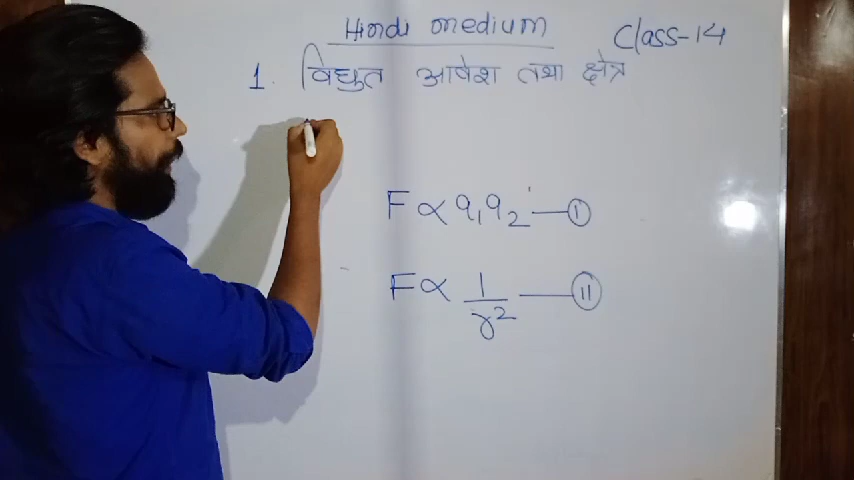 Hindi medium
Class-14
1. विद्युत आवेश तथा क्षेत्र
F ∝ q₁q₂ — I
F ∝ 1/r² — II